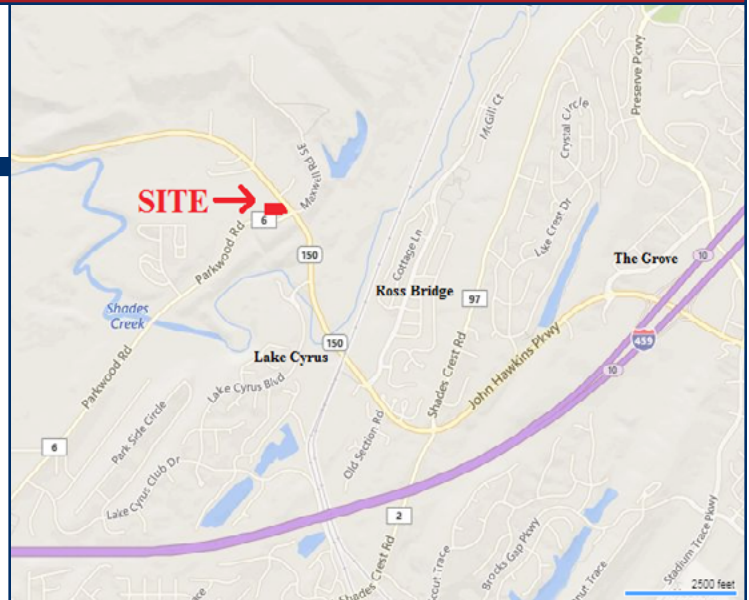 Preserve Pkwy
McGill Ct
Crystal Circle
Maxwell Rd SE
SITE
6
Parkwood Rd
Lake Crest Dr
Cottage Ln
150
The Grove
10
Ross Bridge
97
Shades
Creek
459
150
Lake Cyrus
John Hawkins Pkwy
Shades Crest Rd
10
Parkwood Rd
Lake Cyrus Blvd
Park Side Circle
Old Section Rd
6
Lake Cyrus Club Dr
2
Stadium Trace Pkwy
Brocks Gap Pkwy
Shades Crest Rd
Trace
Trace
Trace
2500 feet